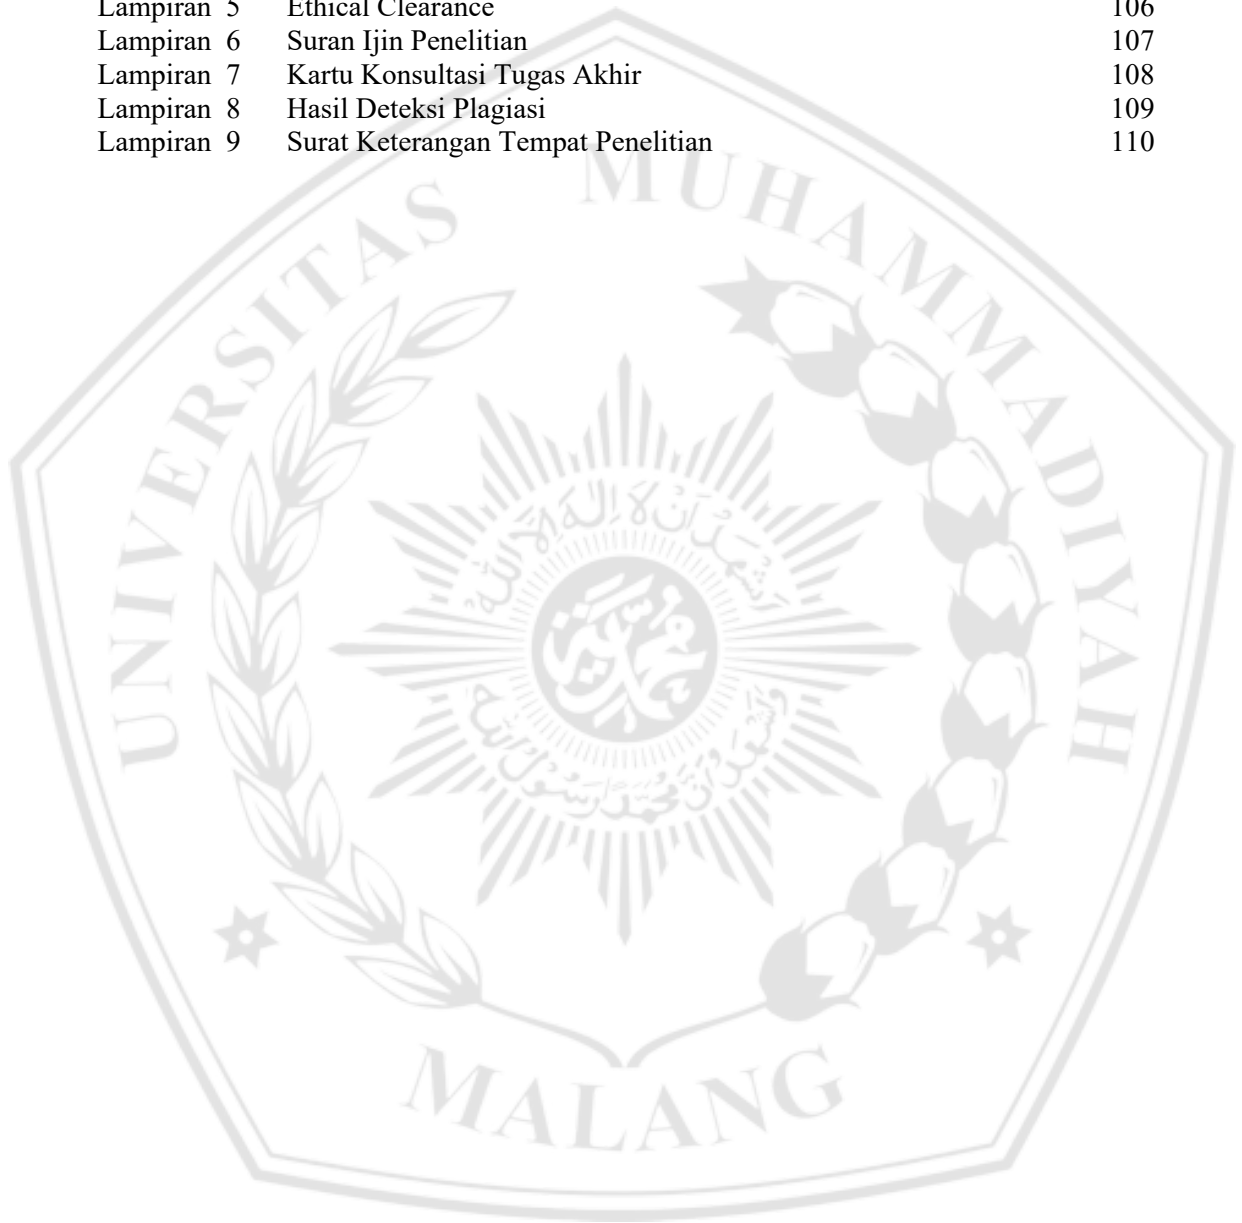 Lampiran 5 Ethical Clearance 106
Lampiran 6 Suran Ijin Penelitian 107
Lampiran 7 Kartu Konsultasi Tugas Akhir 108
Lampiran 8 Hasil Deteksi Plagiasi 109
Lampiran 9 Surat Keterangan Tempat Penelitian 110
UNIVERSITAS MUHAMMADIYAH
MALANG